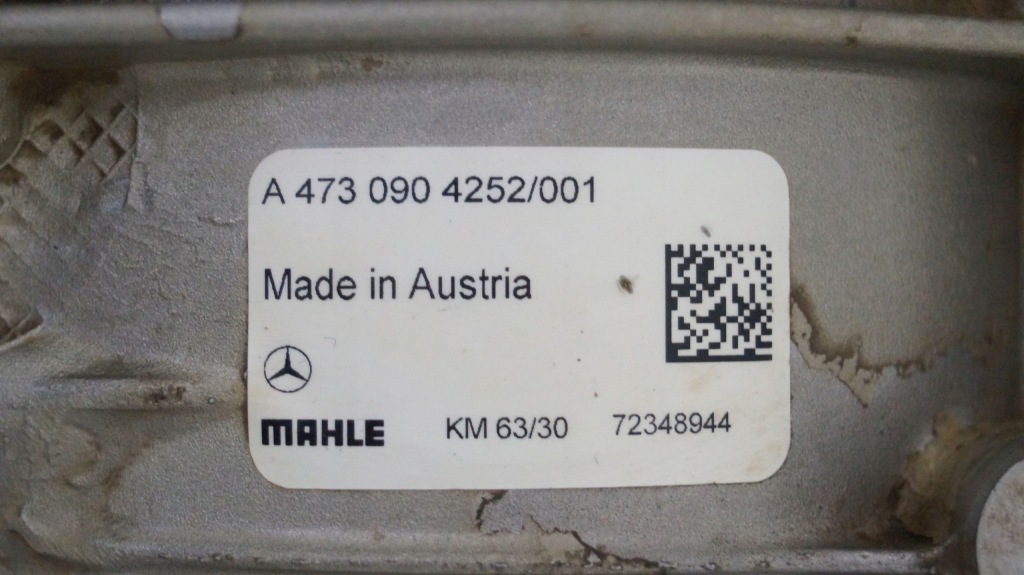 A 473 090 4252/001
Made in Austria
MAHLE KM 63/30 72348944